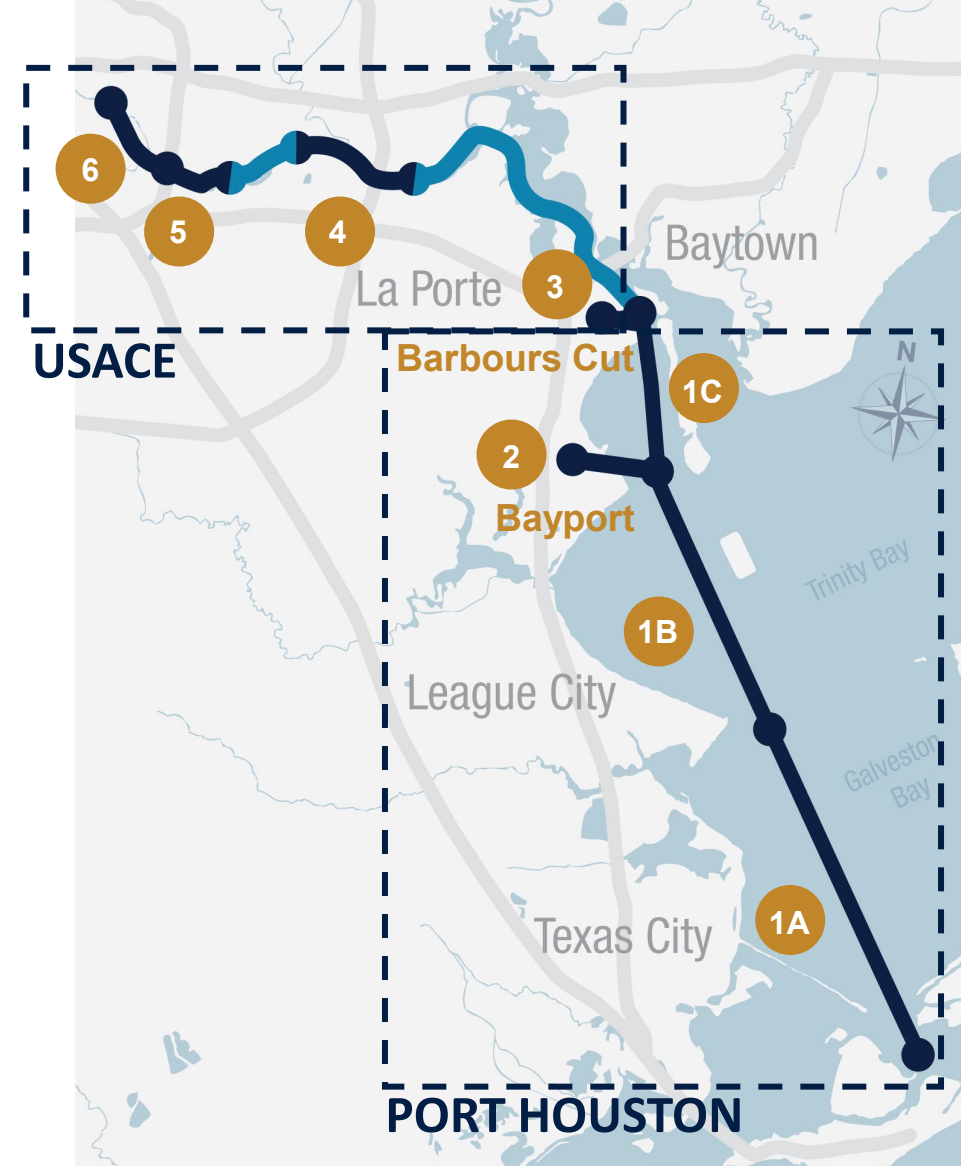 6
5
4
Baytown
La Porte
3
USACE
Barbours Cut
N
1C
2
Bayport
Trinity Bay
1B
League City
Galveston
Bay
1A
Texas City
PORT HOUSTON